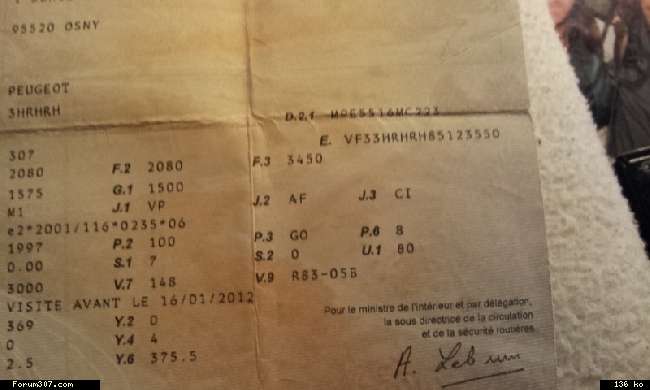 95520 OSNY
PEUGEOT
3HRHRH D.2.1 MPE5516MC223
E. VF33HRHRH85123550
307
2080 F.2 2080 F.3 3450
1575 G.1 1500
M1 J.1 VP J.2 AF J.3 CI
e2*2001/116*0235*06
1997 P.2 100 P.3 GO P.6 8
0.00 S.1 7 S.2 0 U.1 80
3000 V.7 148 V.9 R83-05B
VISITE AVANT LE 16/01/2012
369 Y.2 0
0 Y.4 4
2.5 Y.6 375.5
Pour le ministre de l'intérieur et par délégation,
la sous directrice de la circulation
et de la sécurité routières
Forum307.com
136 ko